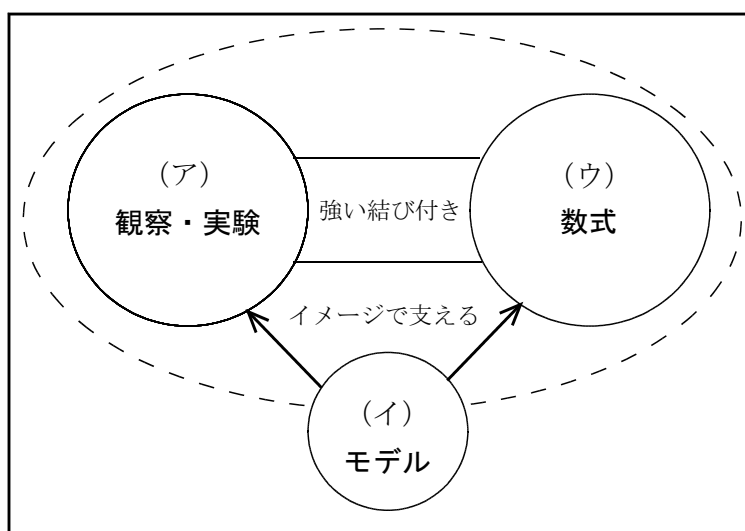 （ア）
観察・実験
強い結び付き
（ウ）
数式
イメージで支える
（イ）
モデル